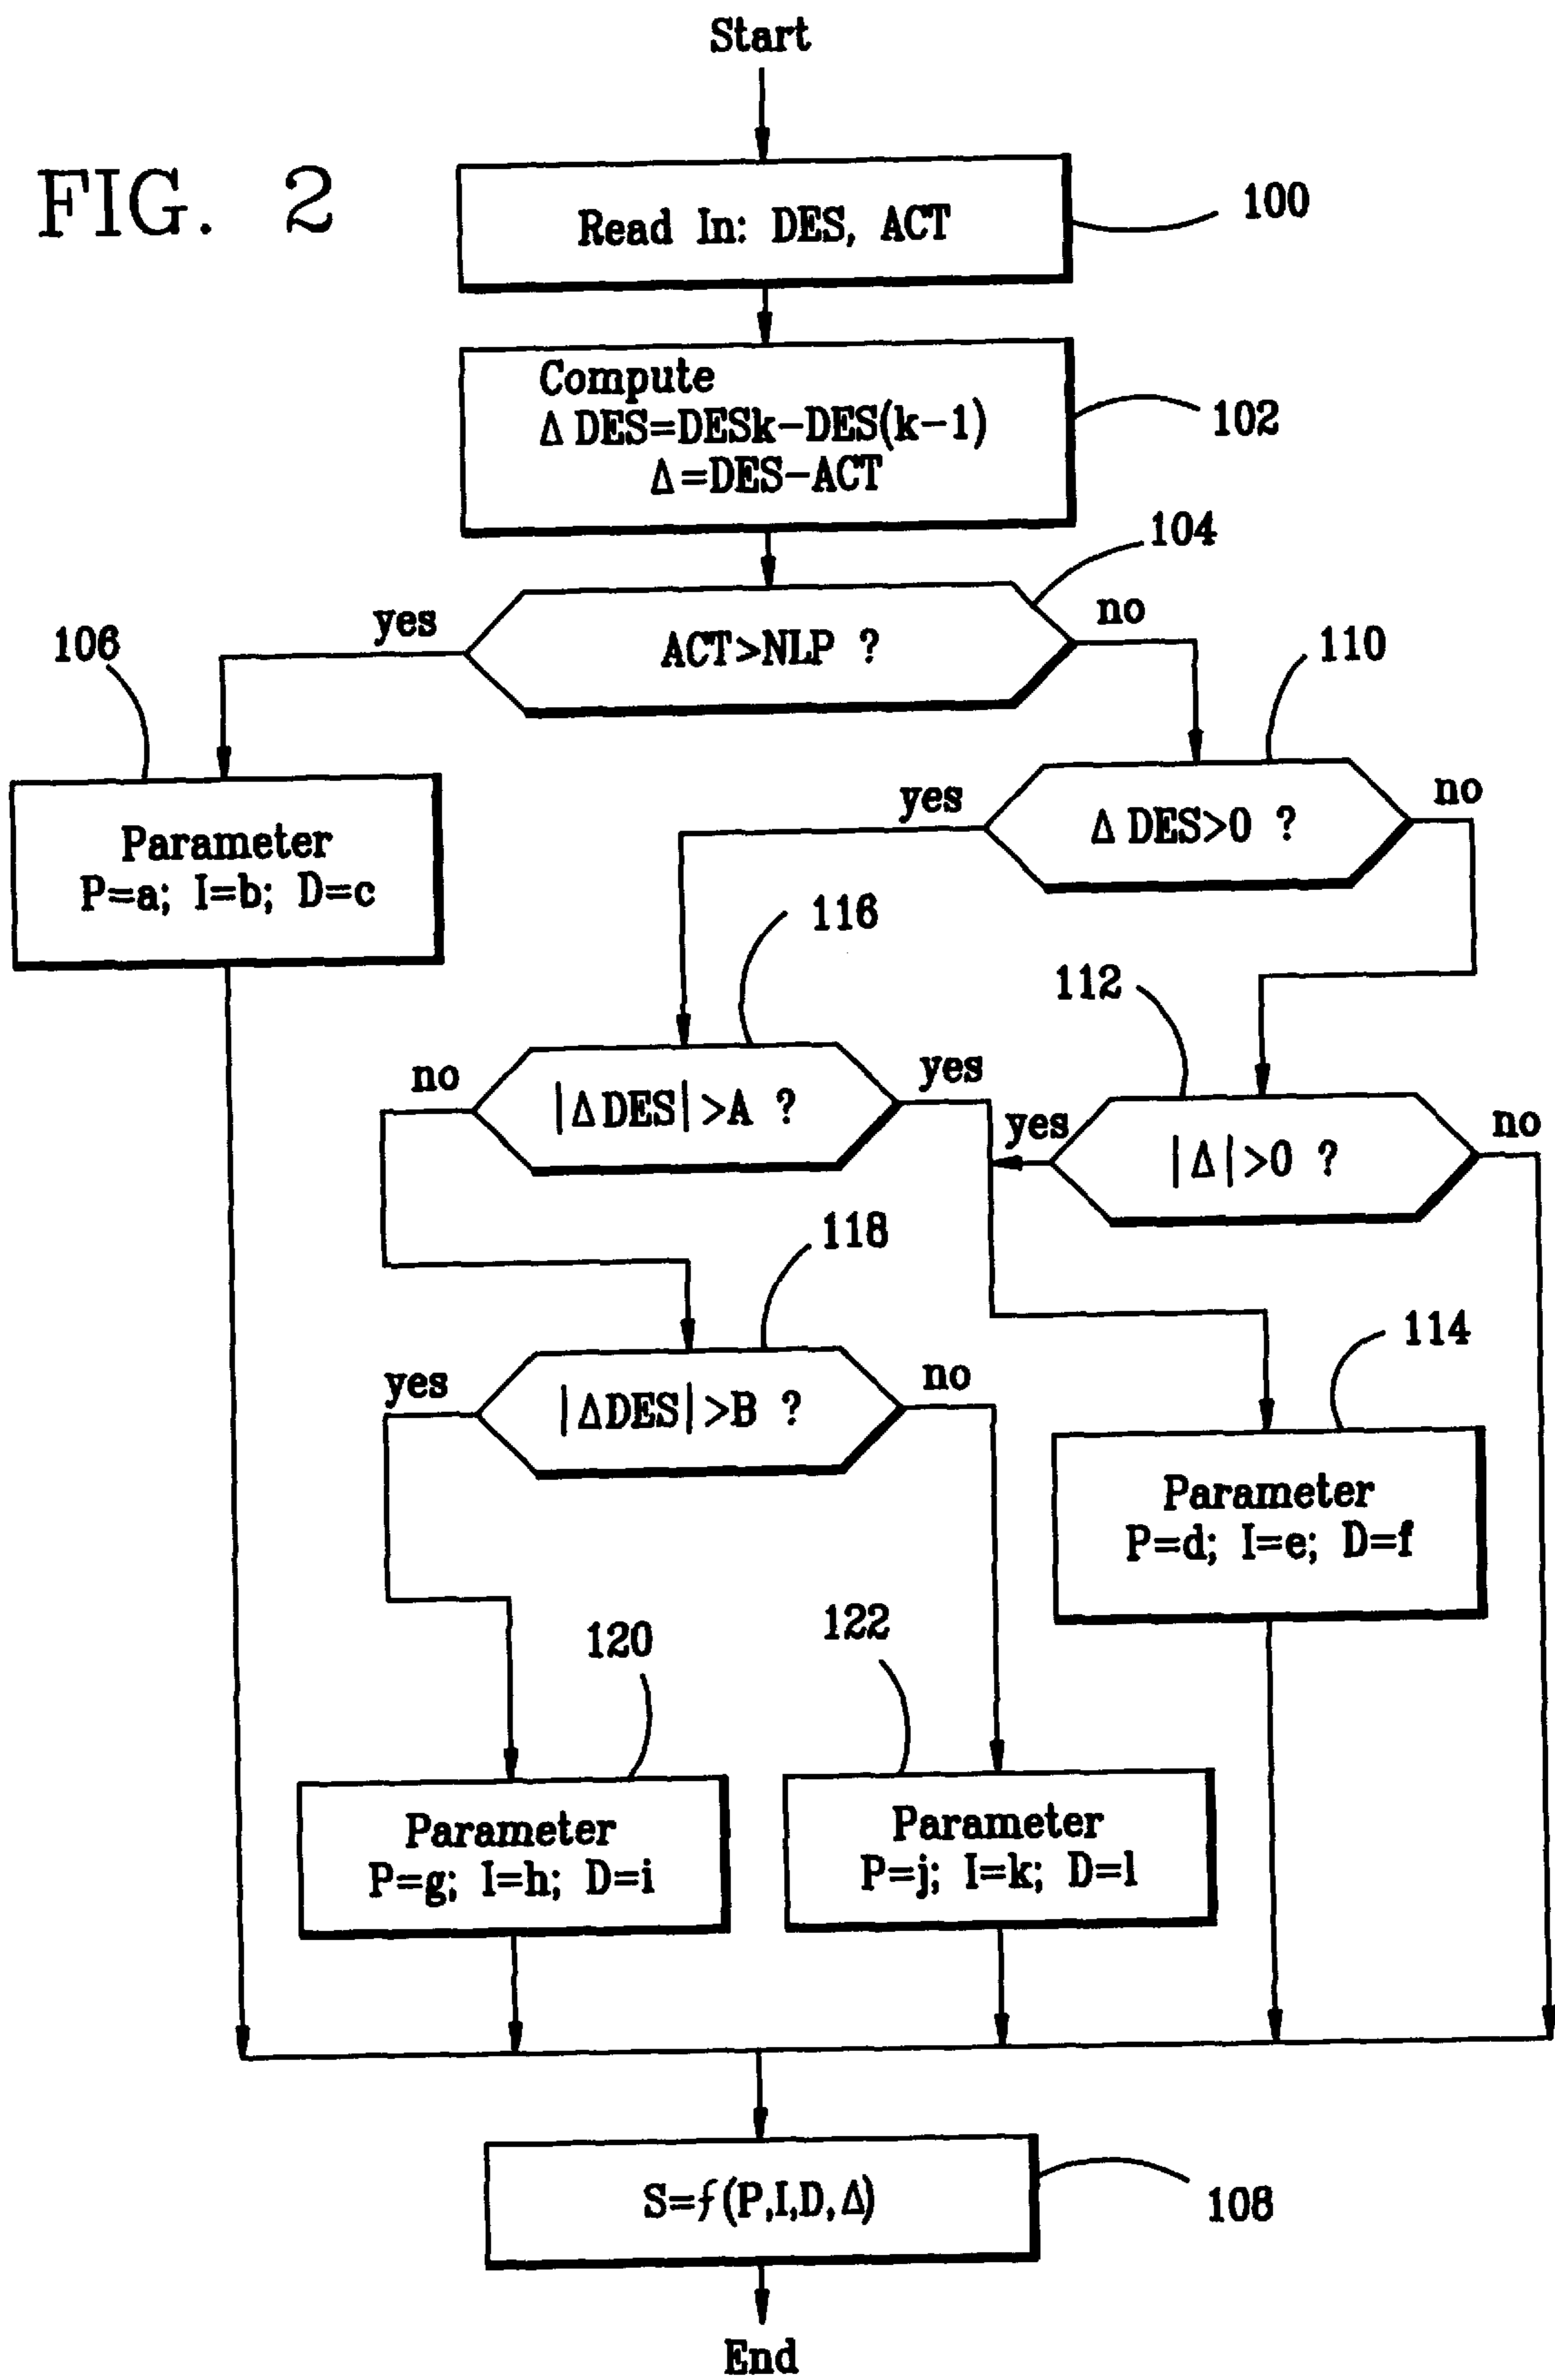 Start
FIG. 2
Read In: DES, ACT
100
Compute
Δ DES=DESk-DES(k-1)
Δ=DES-ACT
102
104
yes
ACT>NLP ?
no
106
110
Parameter
P=a; I=b; D=c
yes
Δ DES>0 ?
no
116
112
no
|Δ DES|>A ?
yes
yes
|Δ|>0 ?
no
118
114
yes
|ΔDES|>B ?
no
Parameter
P=d; I=e; D=f
120
122
Parameter
P=g; I=h; D=i
Parameter
P=j; I=k; D=l
S=f(P,I,D,Δ)
108
End